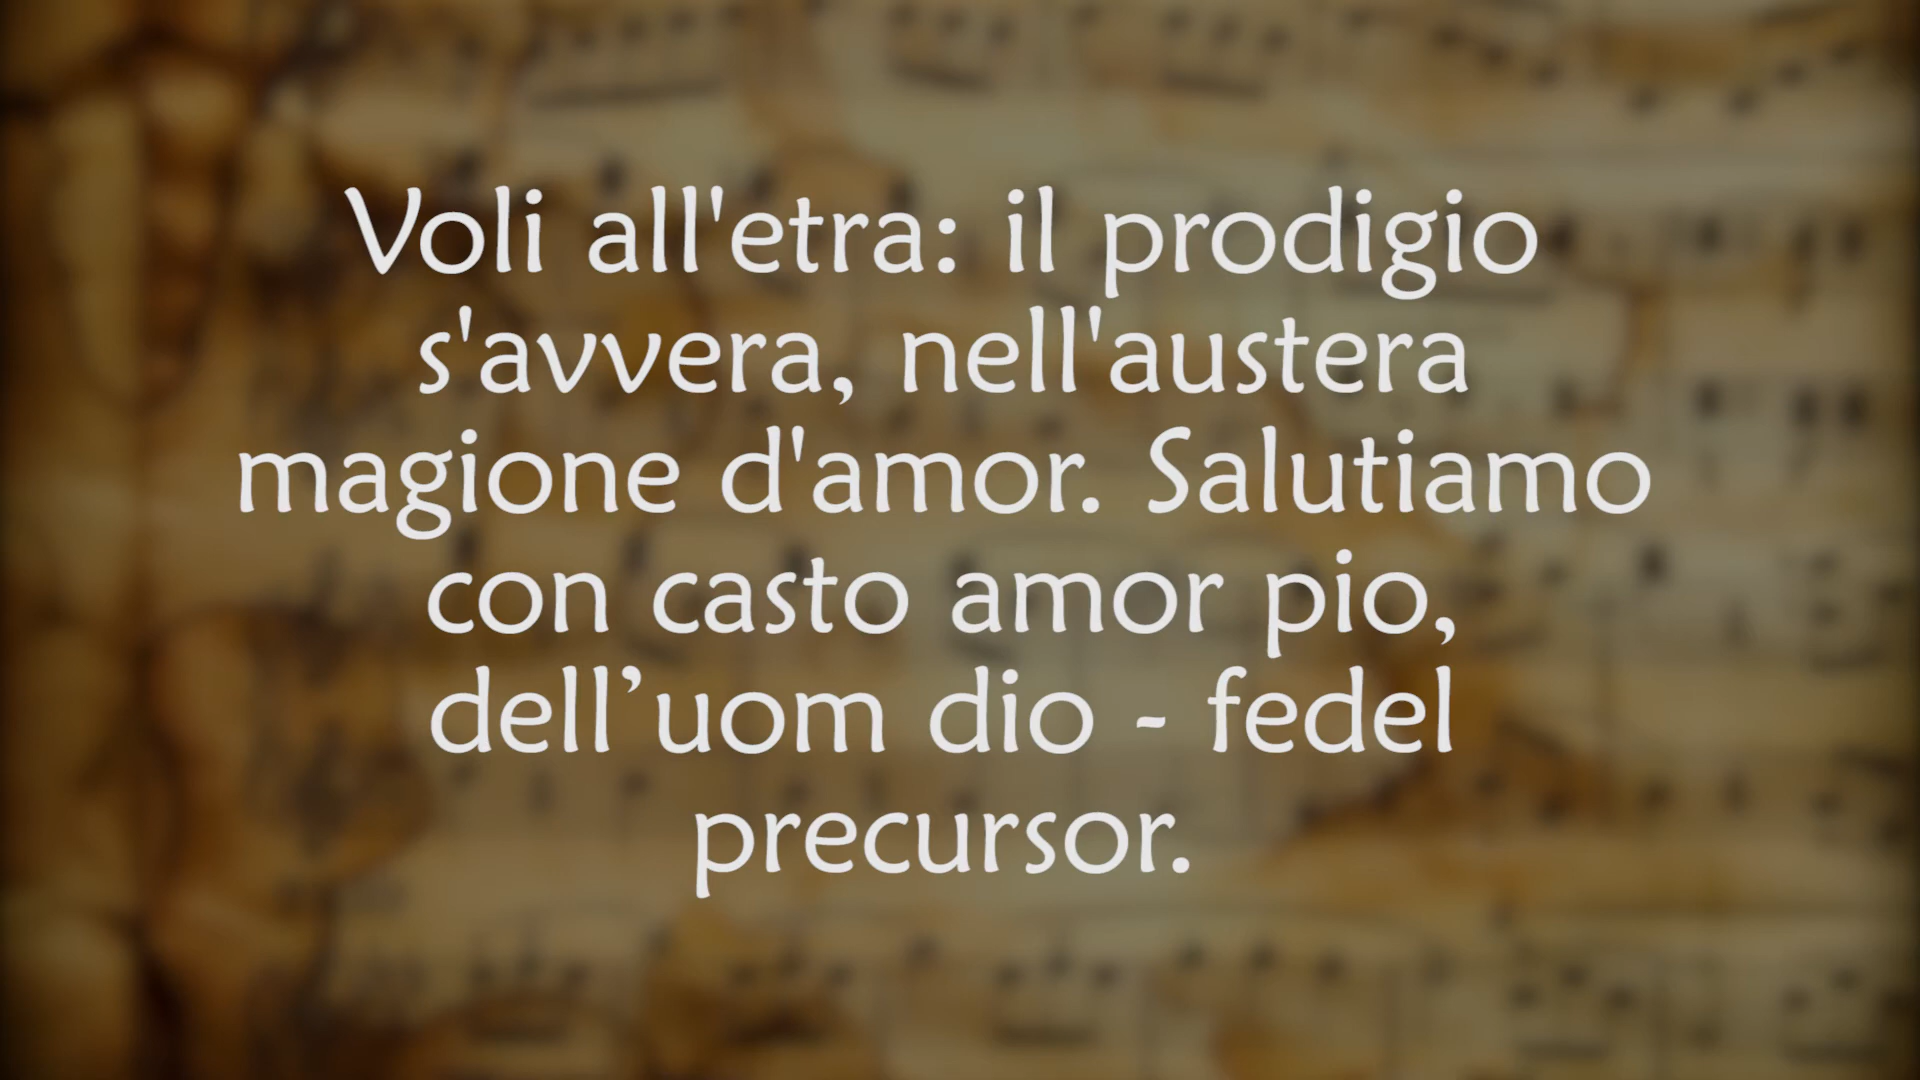 Voli all'etra: il prodigio
s'avvera, nell'austera
magione d'amor. Salutiamo
con casto amor pio,
dell’uom dio - fedel
precursor.